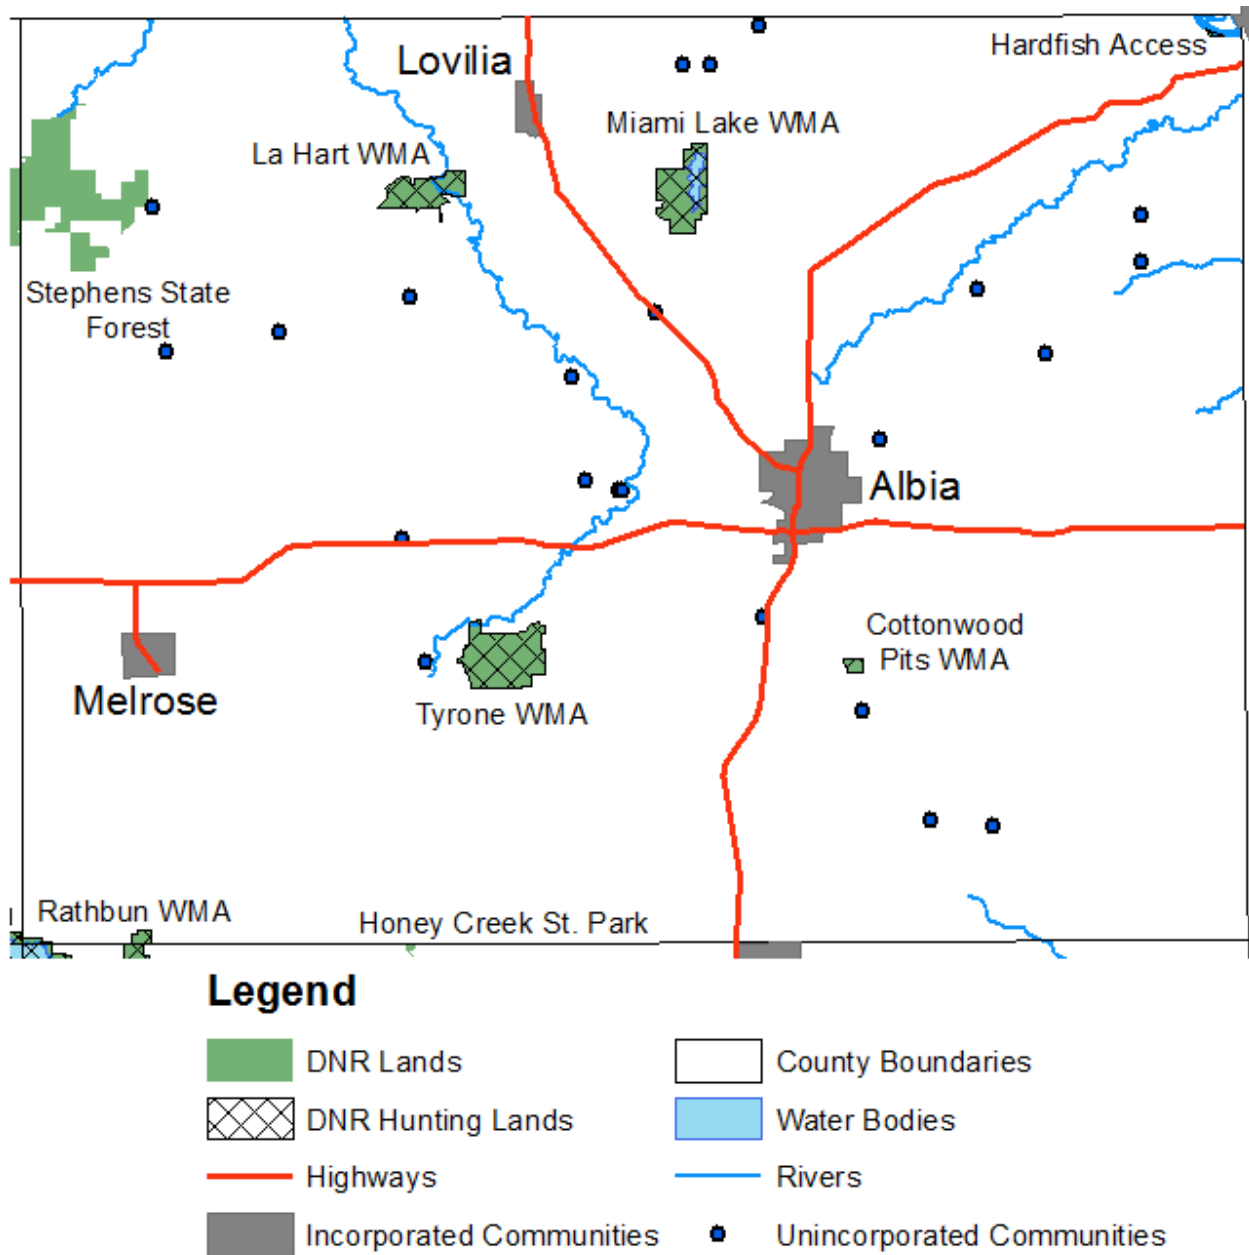 Hardfish Access
Lovilia
Miami Lake WMA
La Hart WMA
Stephens State
Forest
Albia
Cottonwood
Pits WMA
Melrose
Tyrone WMA
Rathbun WMA
Honey Creek St. Park
Legend
DNR Lands
County Boundaries
DNR Hunting Lands
Water Bodies
Highways
Rivers
Incorporated Communities
Unincorporated Communities